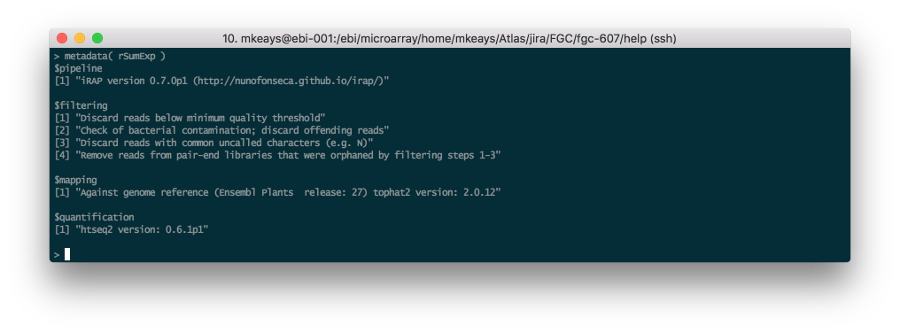 10. mkeays@ebi-001:/ebi/microarray/home/mkeays/Atlas/jira/FGC/fgc-607/help (ssh)
> metadata( rSumExp )
$pipeline
[1] "iRAP version 0.7.0p1 (http://nunofonseca.github.io/irap/)"
$filtering
[1] "Discard reads below minimum quality threshold"
[2] "Check of bacterial contamination; discard offending reads"
[3] "Discard reads with common uncalled characters (e.g. N)"
[4] "Remove reads from pair-end libraries that were orphaned by filtering steps 1-3"
$mapping
[1] "Against genome reference (Ensembl Plants  release: 27) tophat2 version: 2.0.12"
$quantification
[1] "htseq2 version: 0.6.1p1"
>